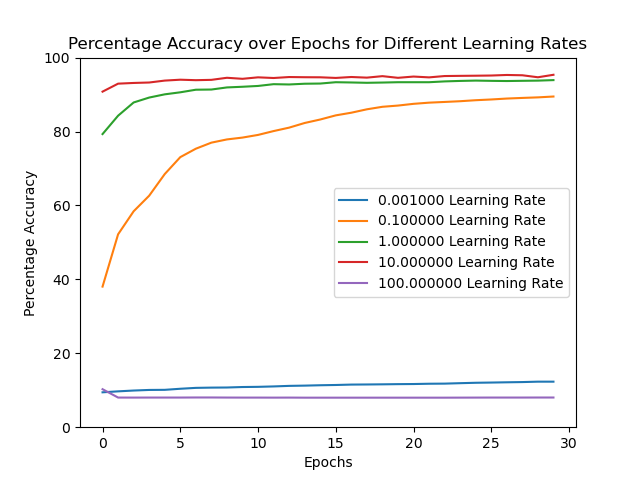 Percentage Accuracy over Epochs for Different Learning Rates
100
80
60
40
20
0
Percentage Accuracy
0.001000 Learning Rate
0.100000 Learning Rate
1.000000 Learning Rate
10.000000 Learning Rate
100.000000 Learning Rate
0 5 10 15 20 25 30
Epochs